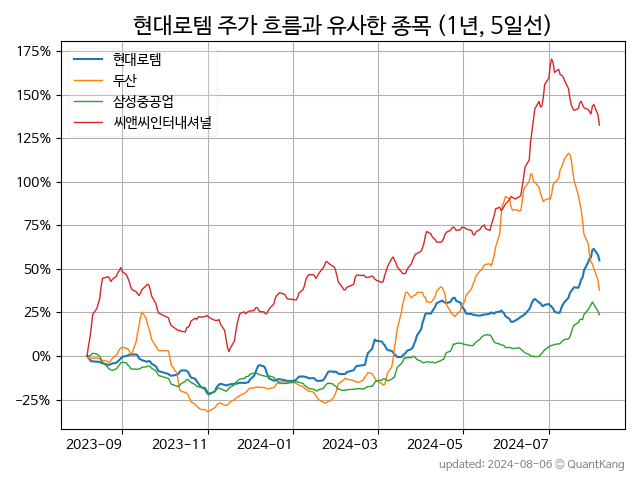 현대로템 주가 흐름과 유사한 종목 (1년, 5일선)
175%
150%
125%
100%
75%
50%
25%
0%
−25%
현대로템
두산
삼성중공업
씨앤씨인터내셔널
2023-09 2023-11 2024-01 2024-03 2024-05 2024-07
updated: 2024-08-06 © QuantKang